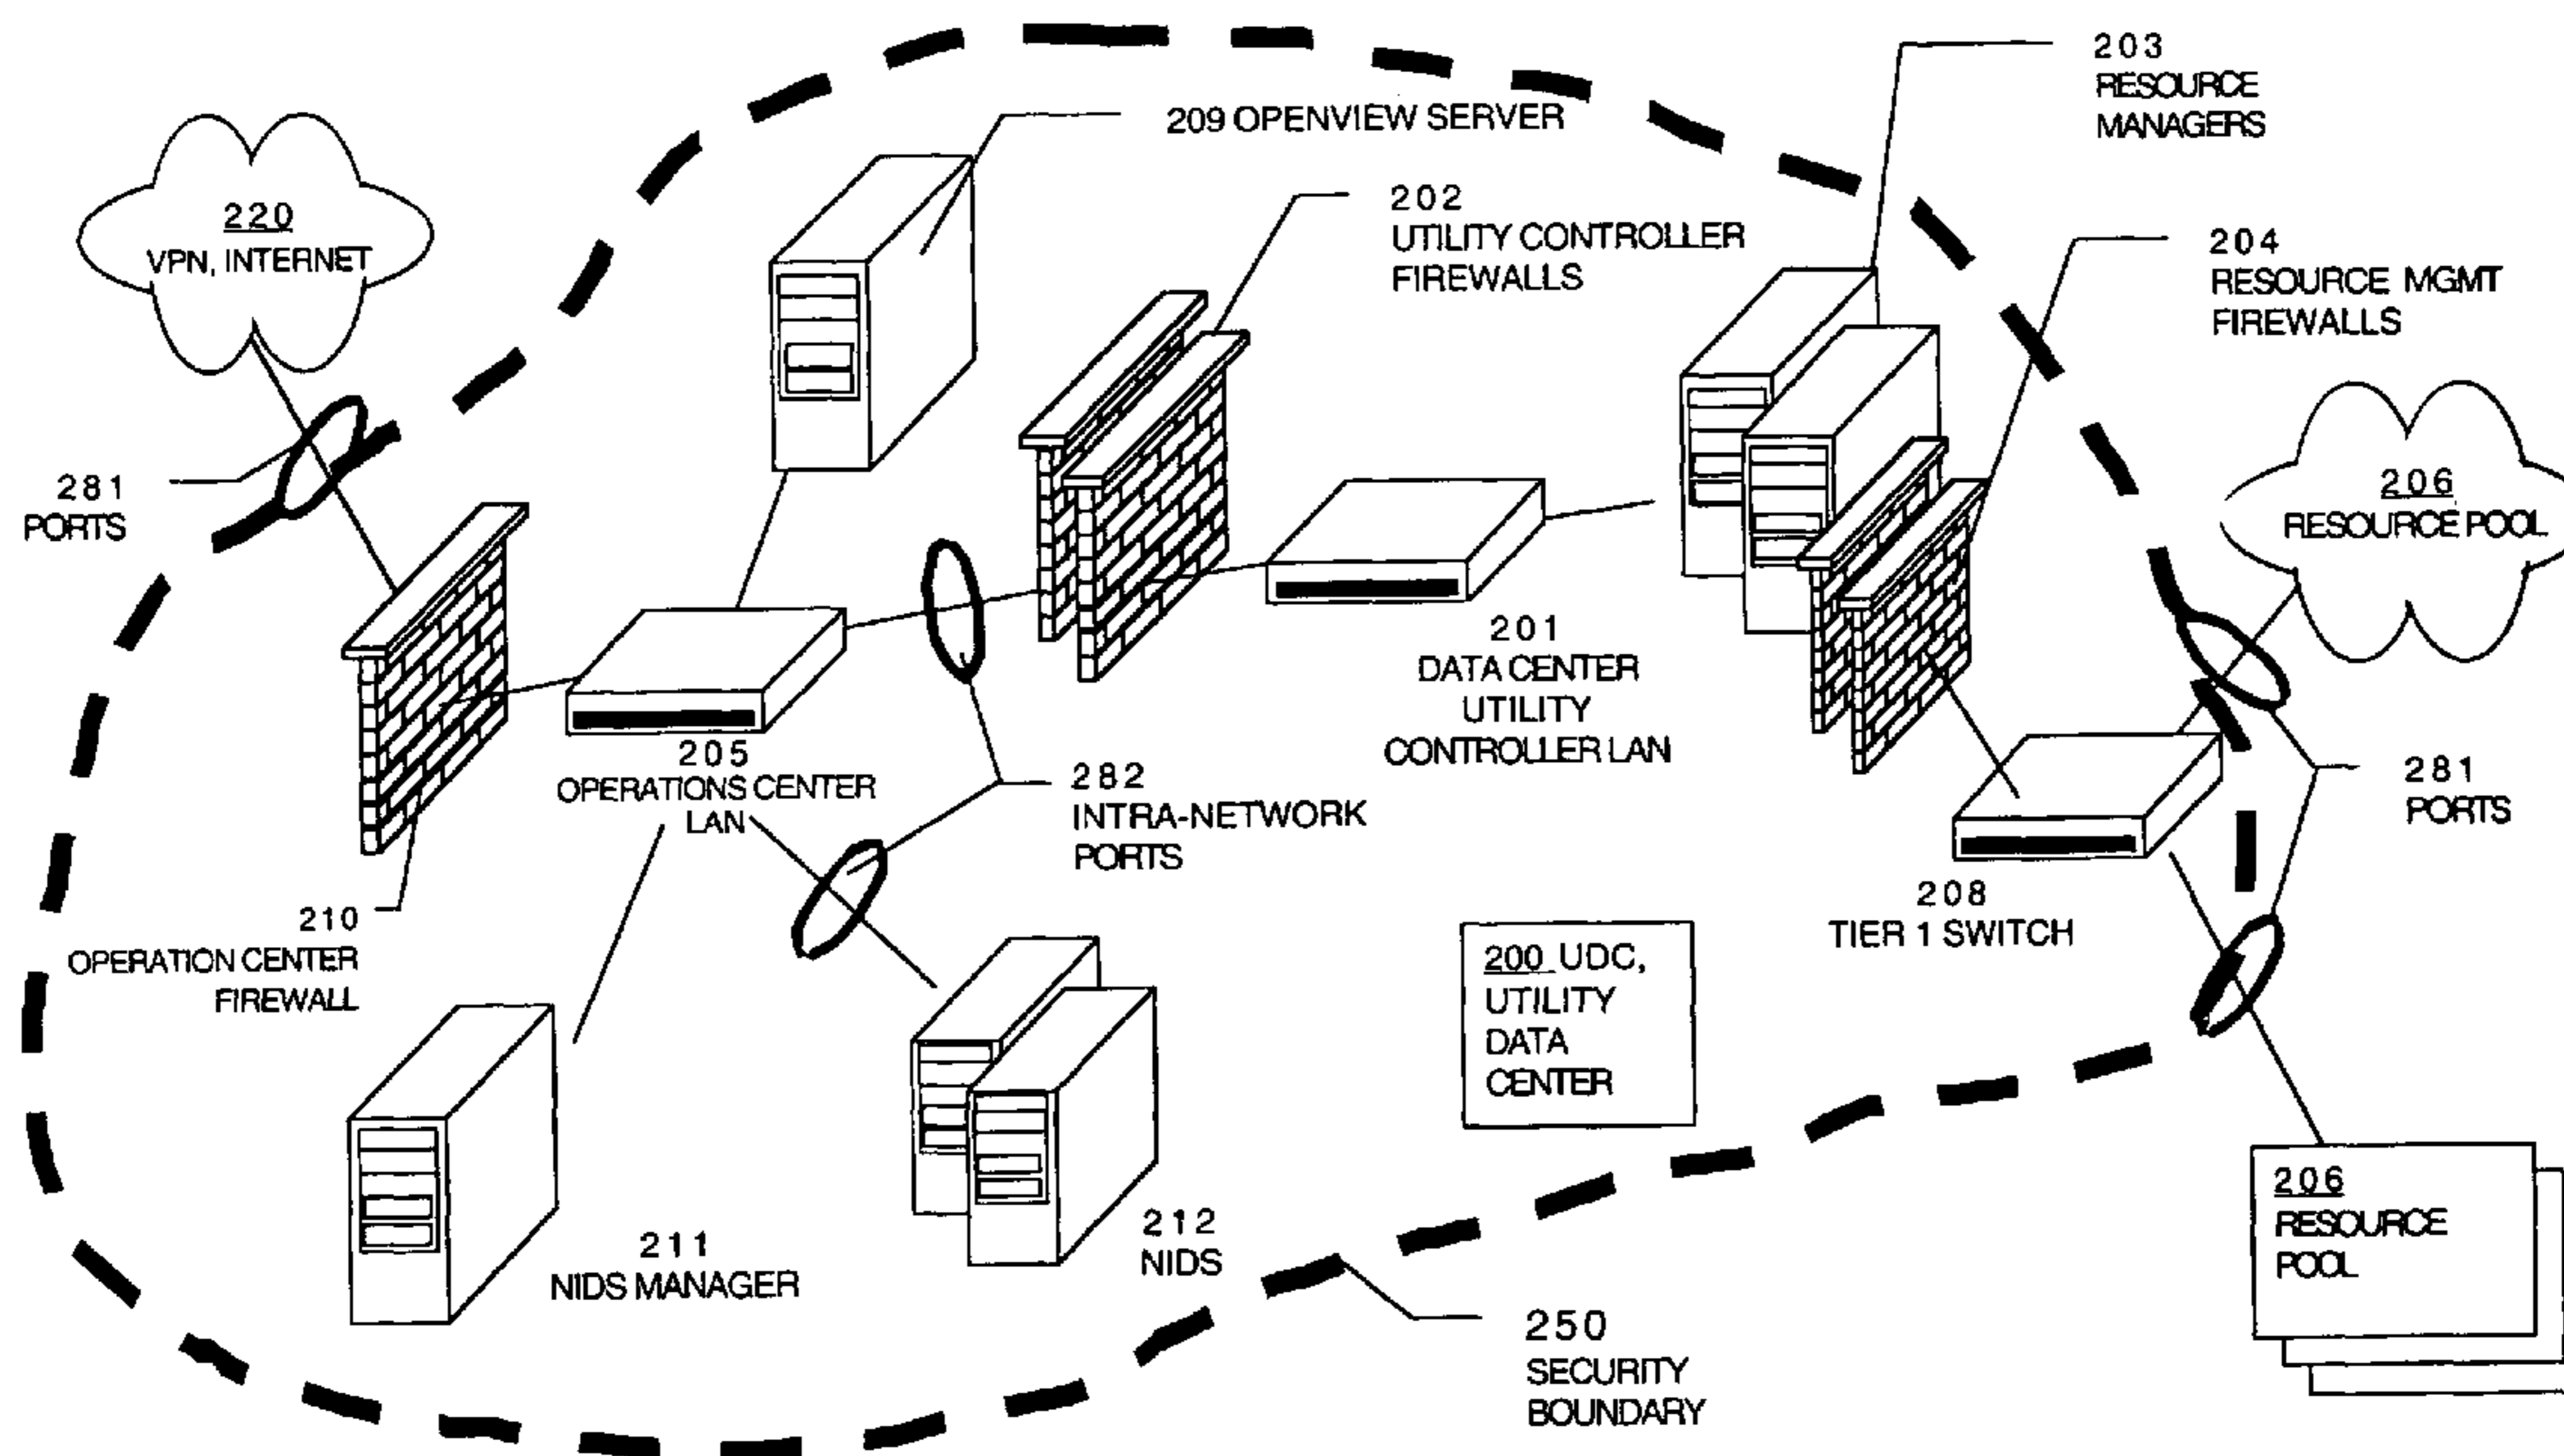 203
RESOURCE
MANAGERS
209 OPENVIEW SERVER
202
UTILITY CONTROLLER
FIREWALLS
204
RESOURCE MGMT
FIREWALLS
220
VPN, INTERNET
281
PORTS
206
RESOURCE POOL
201
DATA CENTER
UTILITY
CONTROLLER LAN
205
OPERATIONS CENTER
LAN
282
INTRA-NETWORK
PORTS
281
PORTS
210
OPERATION CENTER
FIREWALL
208
TIER 1 SWITCH
200 UDC,
UTILITY
DATA
CENTER
211
NIDS MANAGER
212
NIDS
206
RESOURCE
POOL
250
SECURITY
BOUNDARY